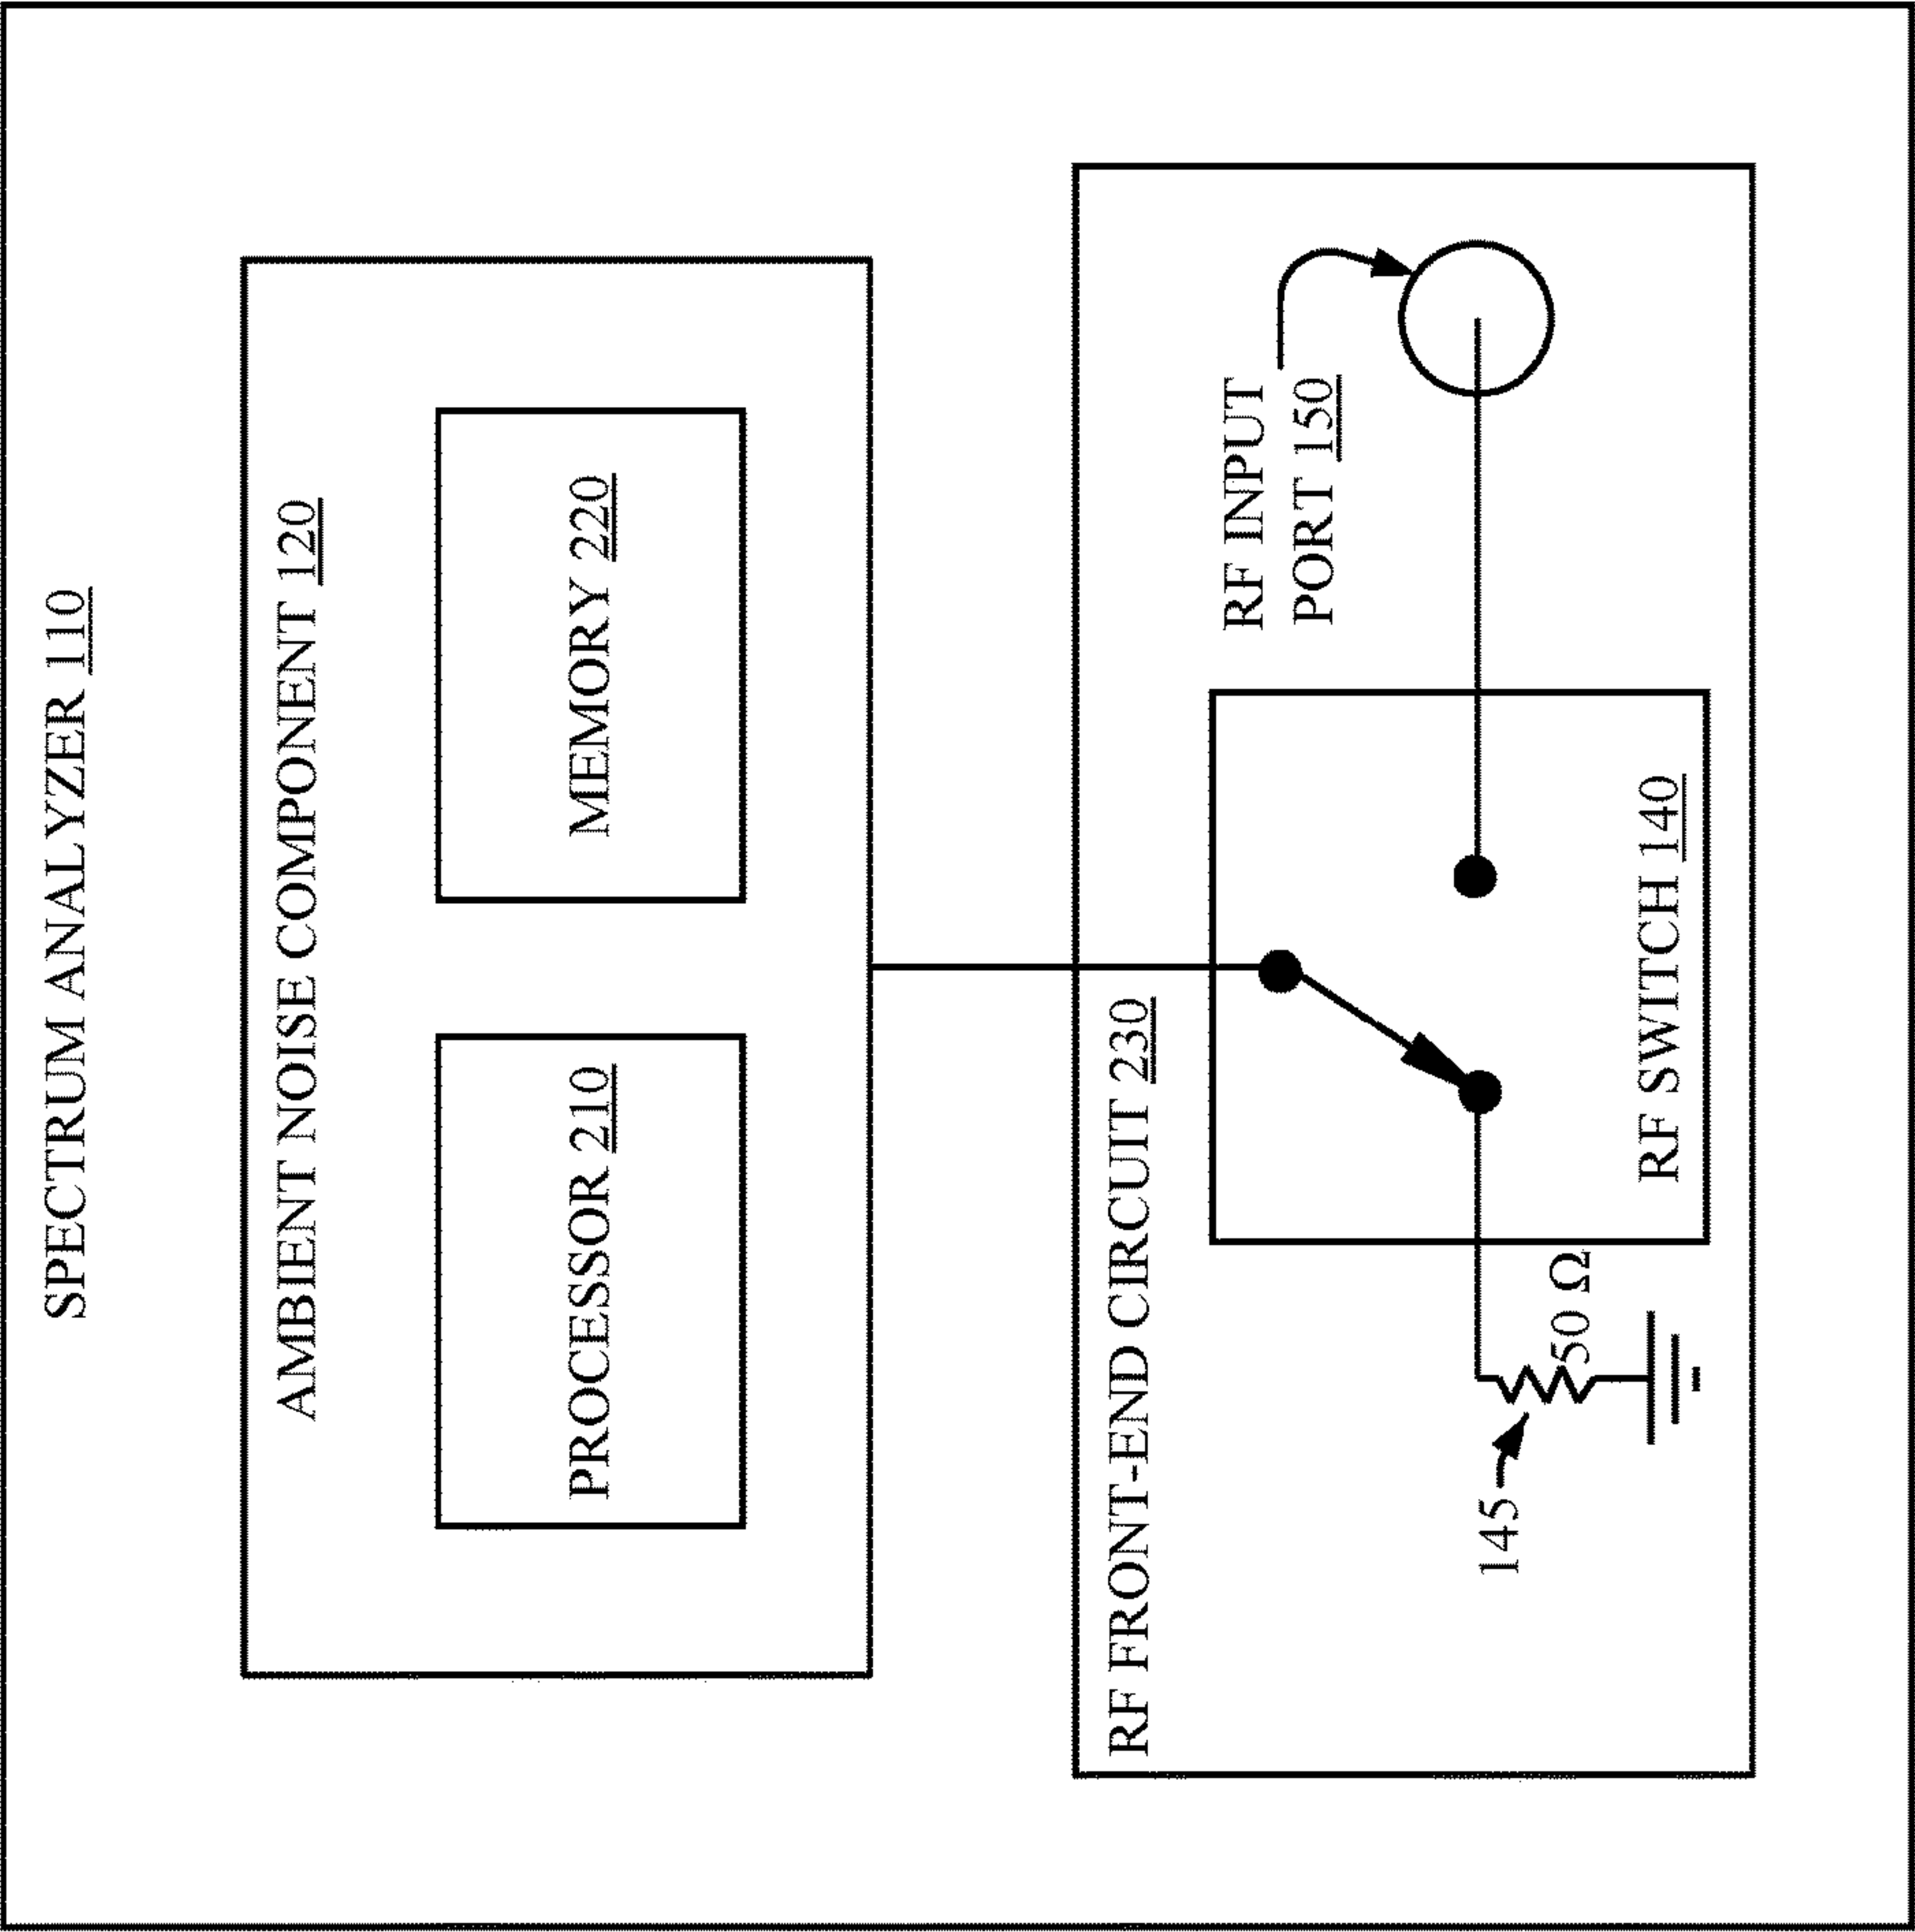 SPECTRUM ANALYZER 110
AMBIENT NOISE COMPONENT 120
PROCESSOR 210
MEMORY 220
RF FRONT-END CIRCUIT 230
RF INPUT
PORT 150
145
50 Ω
RF SWITCH 140